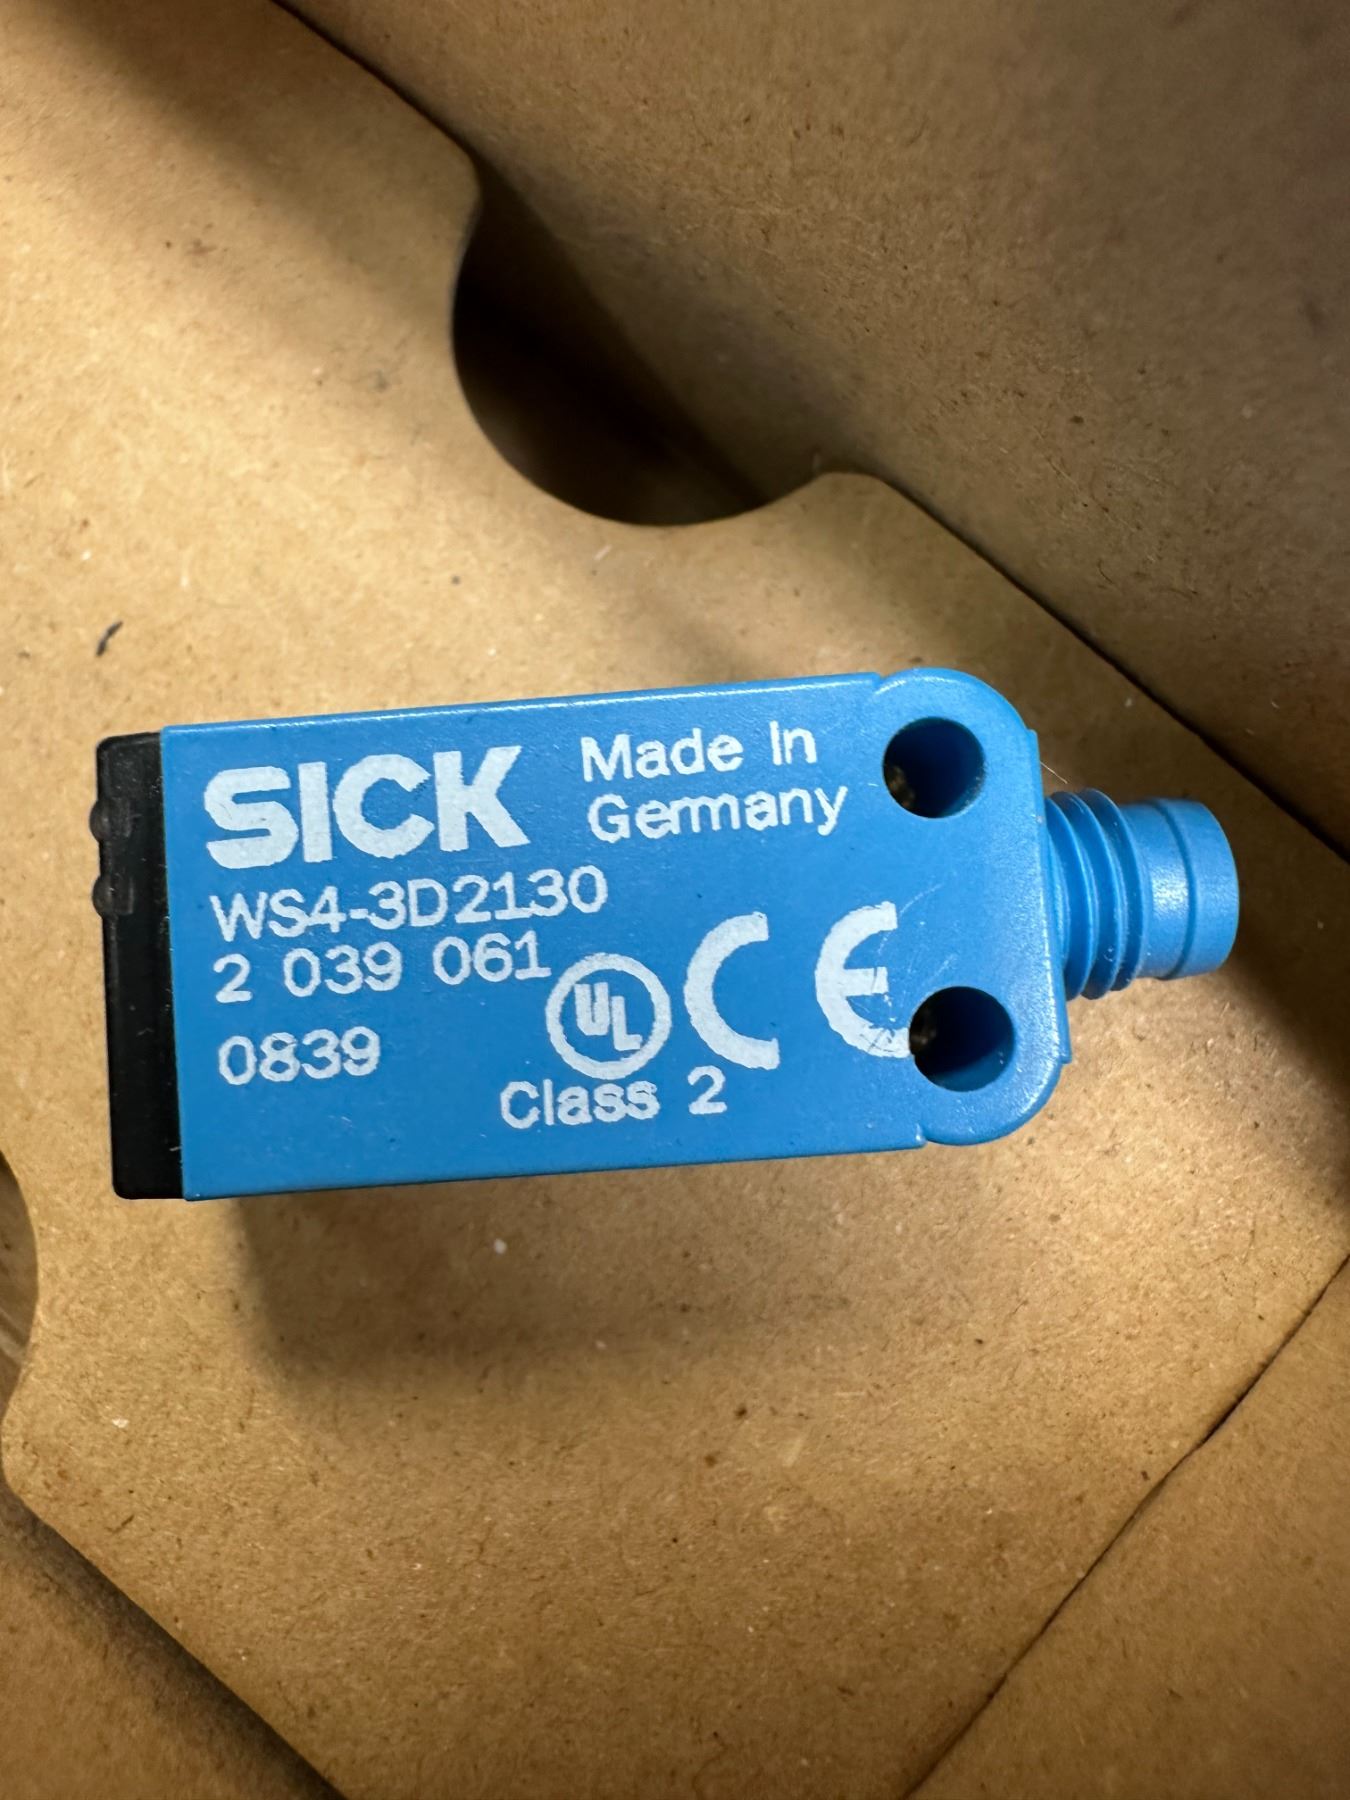 SICK
Made In
Germany
WS4-3D2130
2 039 061
0839
UL
CE
Class 2